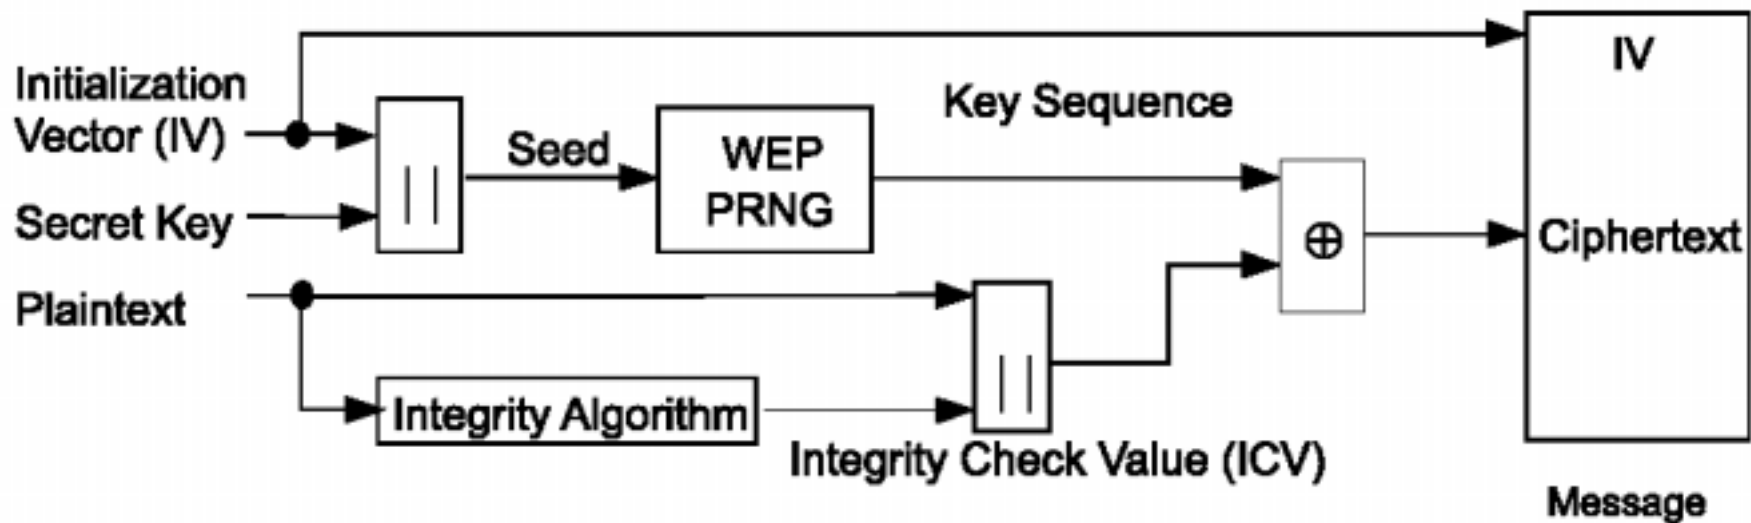 Initialization
Vector (IV)
Secret Key
Plaintext
||
Seed
WEP
PRNG
Key Sequence
Integrity Algorithm
||
Integrity Check Value (ICV)
⊕
IV
Ciphertext
Message